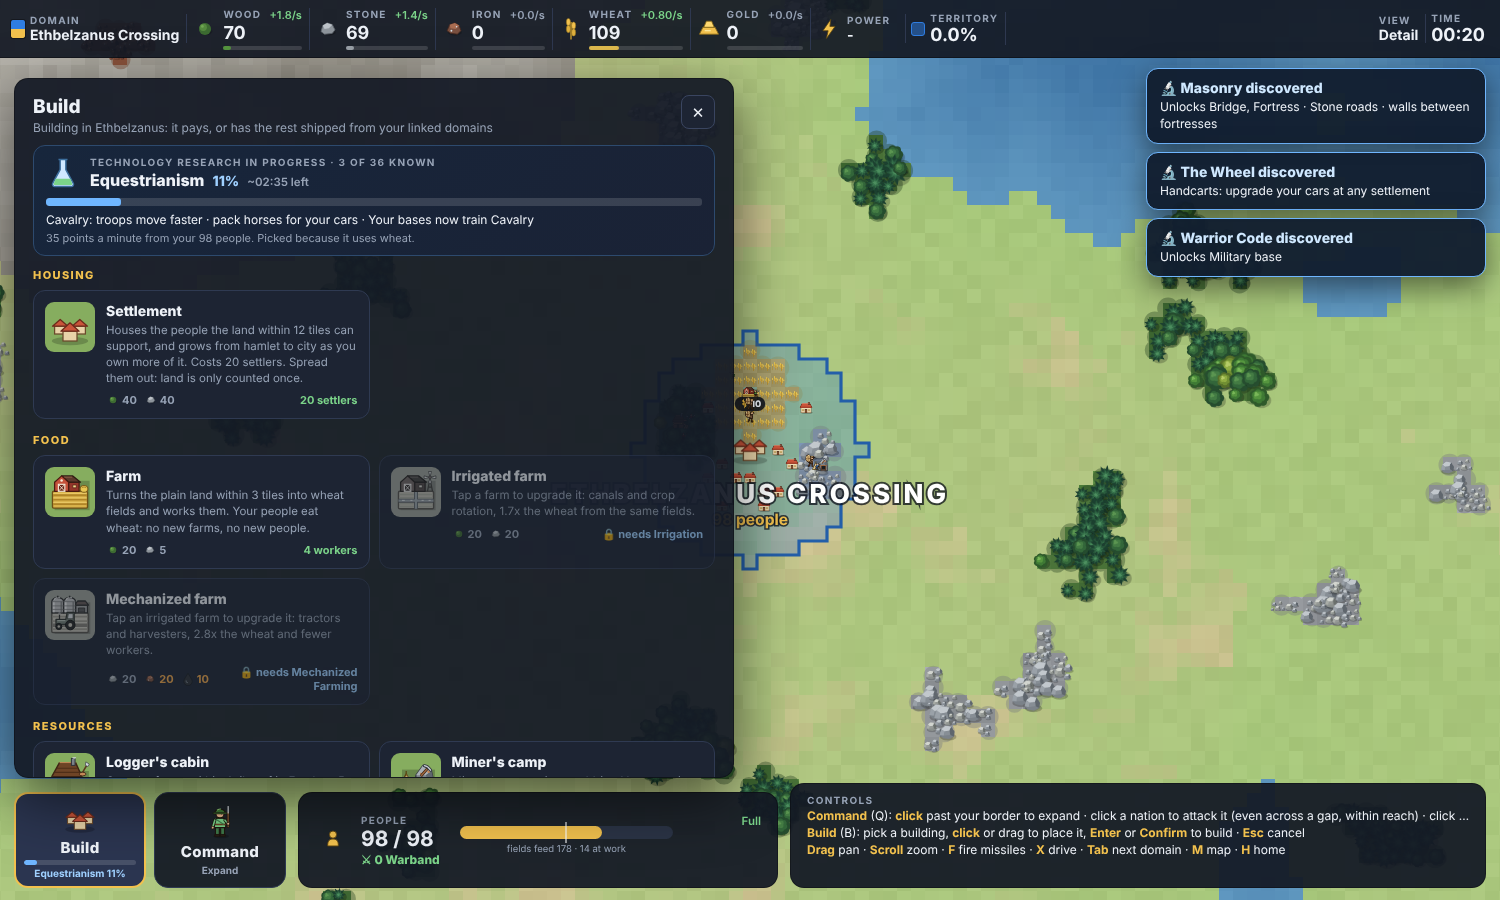 DOMAIN
Ethbelzanus Crossing
WOOD +1.8/s
70
STONE +1.4/s
69
IRON +0.0/s
0
WHEAT +0.80/s
109
GOLD +0.0/s
0
POWER
-
TERRITORY
0.0%
VIEW
Detail
TIME
00:20
Build
Building in Ethbelzanus: it pays, or has the rest shipped from your linked domains
✕
TECHNOLOGY RESEARCH IN PROGRESS · 3 OF 36 KNOWN
Equestrianism 11% ~02:35 left
Cavalry: troops move faster · pack horses for your cars · Your bases now train Cavalry
35 points a minute from your 98 people. Picked because it uses wheat.
HOUSING
Settlement
Houses the people the land within 12 tiles can
support, and grows from hamlet to city as you
own more of it. Costs 20 settlers. Spread
them out: land is only counted once.
40 40 20 settlers
FOOD
Farm
Turns the plain land within 3 tiles into wheat
fields and works them. Your people eat
wheat: no new farms, no new people.
20 5 4 workers
Irrigated farm
Tap a farm to upgrade it: canals and crop
rotation, 1.7x the wheat from the same fields.
20 20 needs Irrigation
Mechanized farm
Tap an irrigated farm to upgrade it: tractors
and harvesters, 2.8x the wheat and fewer
workers.
20 20 10 needs Mechanized
Farming
RESOURCES
Logger's cabin
Miner's camp
Masonry discovered
Unlocks Bridge, Fortress · Stone roads · walls between
fortresses
The Wheel discovered
Handcarts: upgrade your cars at any settlement
Warrior Code discovered
Unlocks Military base
NUS CROSSING
98 people
Build
Equestrianism 11%
Command
Expand
PEOPLE
98 / 98
0 Warband
Full
fields feed 178 · 14 at work
CONTROLS
Command (Q): click past your border to expand · click a nation to attack it (even across a gap, within reach) · click ...
Build (B): pick a building, click or drag to place it, Enter or Confirm to build · Esc cancel
Drag pan · Scroll zoom · F fire missiles · X drive · Tab next domain · M map · H home